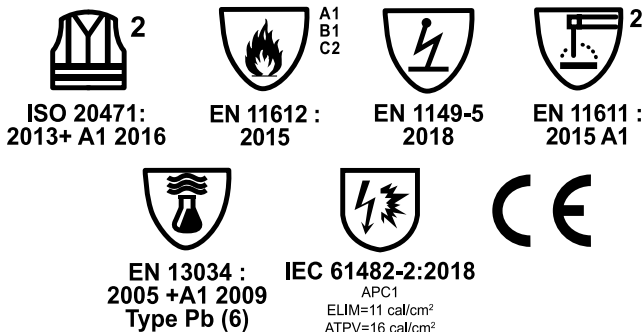 2
A1
B1
C2
2
ISO 20471:
2013+ A1 2016
EN 11612 :
2015
EN 1149-5
2018
EN 11611 :
2015 A1
EN 13034 :
2005 +A1 2009
Type Pb (6)
IEC 61482-2:2018
APC1
ELIM=11 cal/cm²
ATPV=16 cal/cm²
CE